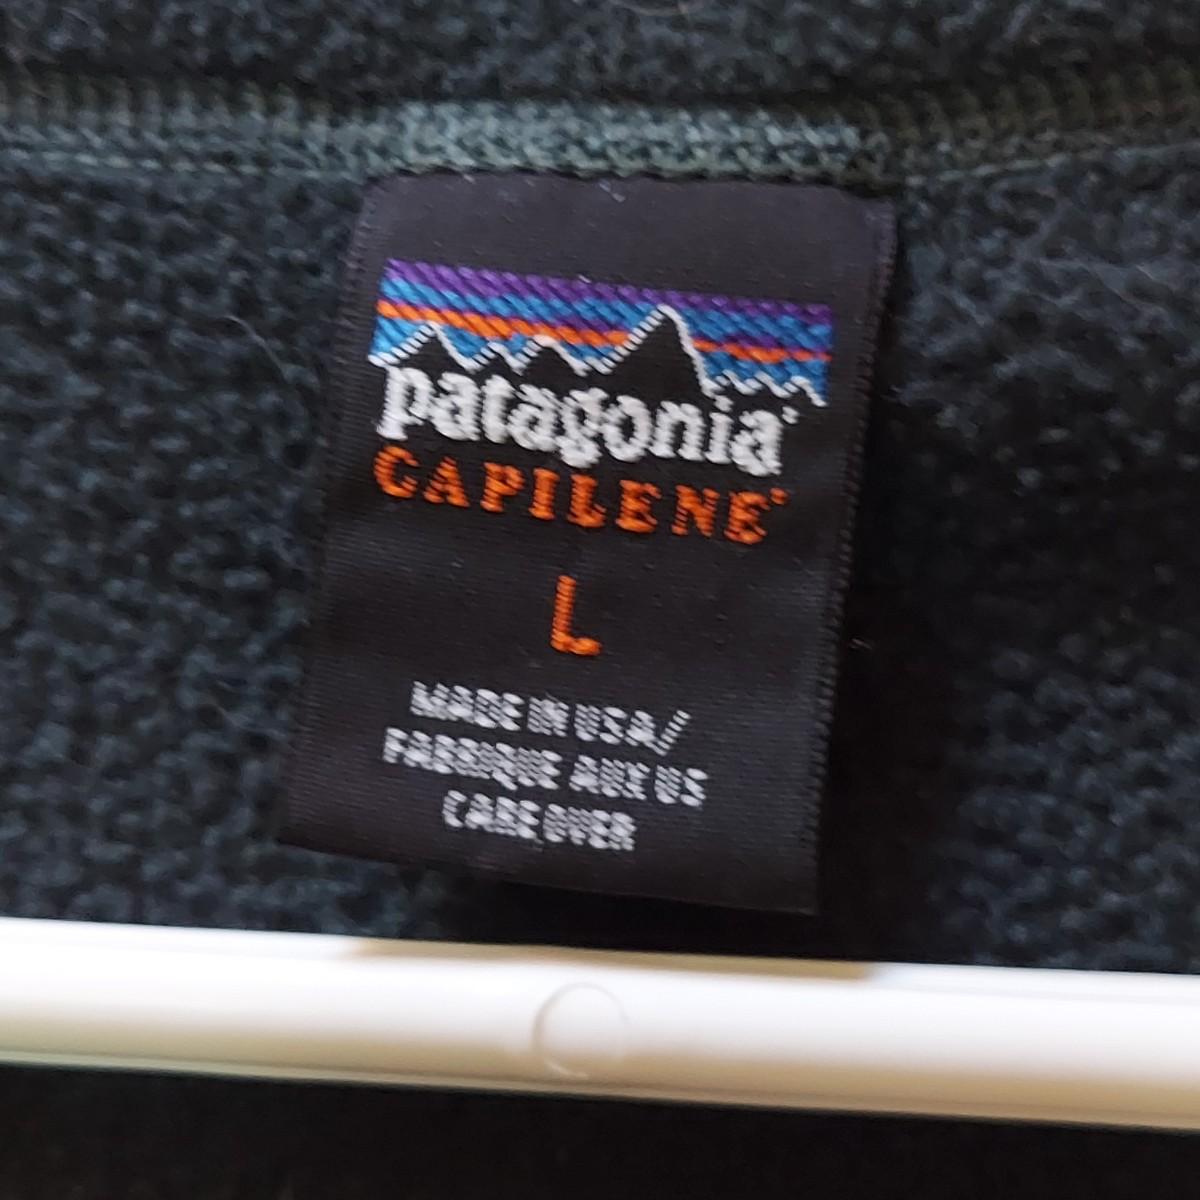 patagonia®
CAPILENE®
L
MADE IN USA/
FABRIQUE AUX US
CARE OVER